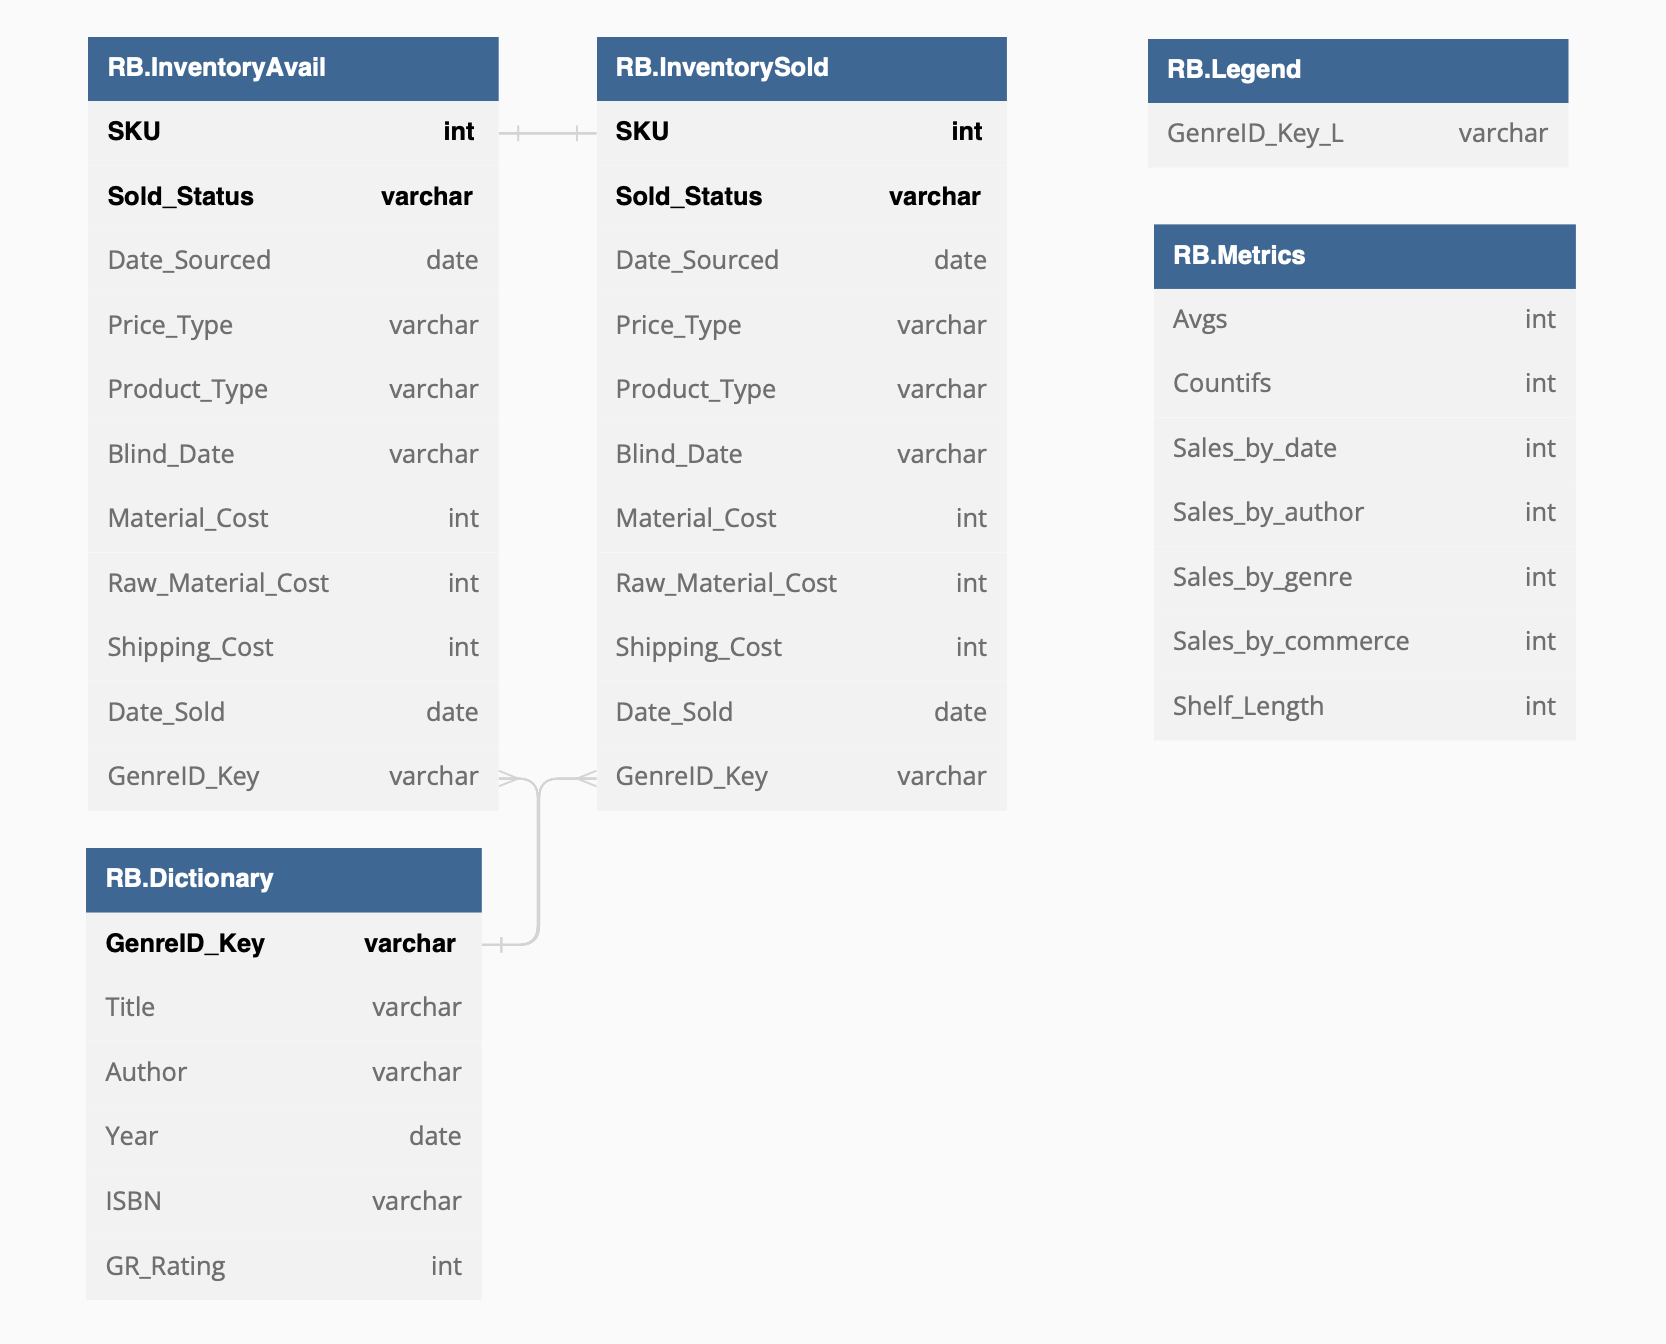 RB.InventoryAvail
SKU int
Sold_Status varchar
Date_Sourced date
Price_Type varchar
Product_Type varchar
Blind_Date varchar
Material_Cost int
Raw_Material_Cost int
Shipping_Cost int
Date_Sold date
GenreID_Key varchar
RB.InventorySold
SKU int
Sold_Status varchar
Date_Sourced date
Price_Type varchar
Product_Type varchar
Blind_Date varchar
Material_Cost int
Raw_Material_Cost int
Shipping_Cost int
Date_Sold date
GenreID_Key varchar
RB.Legend
GenreID_Key_L varchar
RB.Metrics
Avgs int
Countifs int
Sales_by_date int
Sales_by_author int
Sales_by_genre int
Sales_by_commerce int
Shelf_Length int
RB.Dictionary
GenreID_Key varchar
Title varchar
Author varchar
Year date
ISBN varchar
GR_Rating int